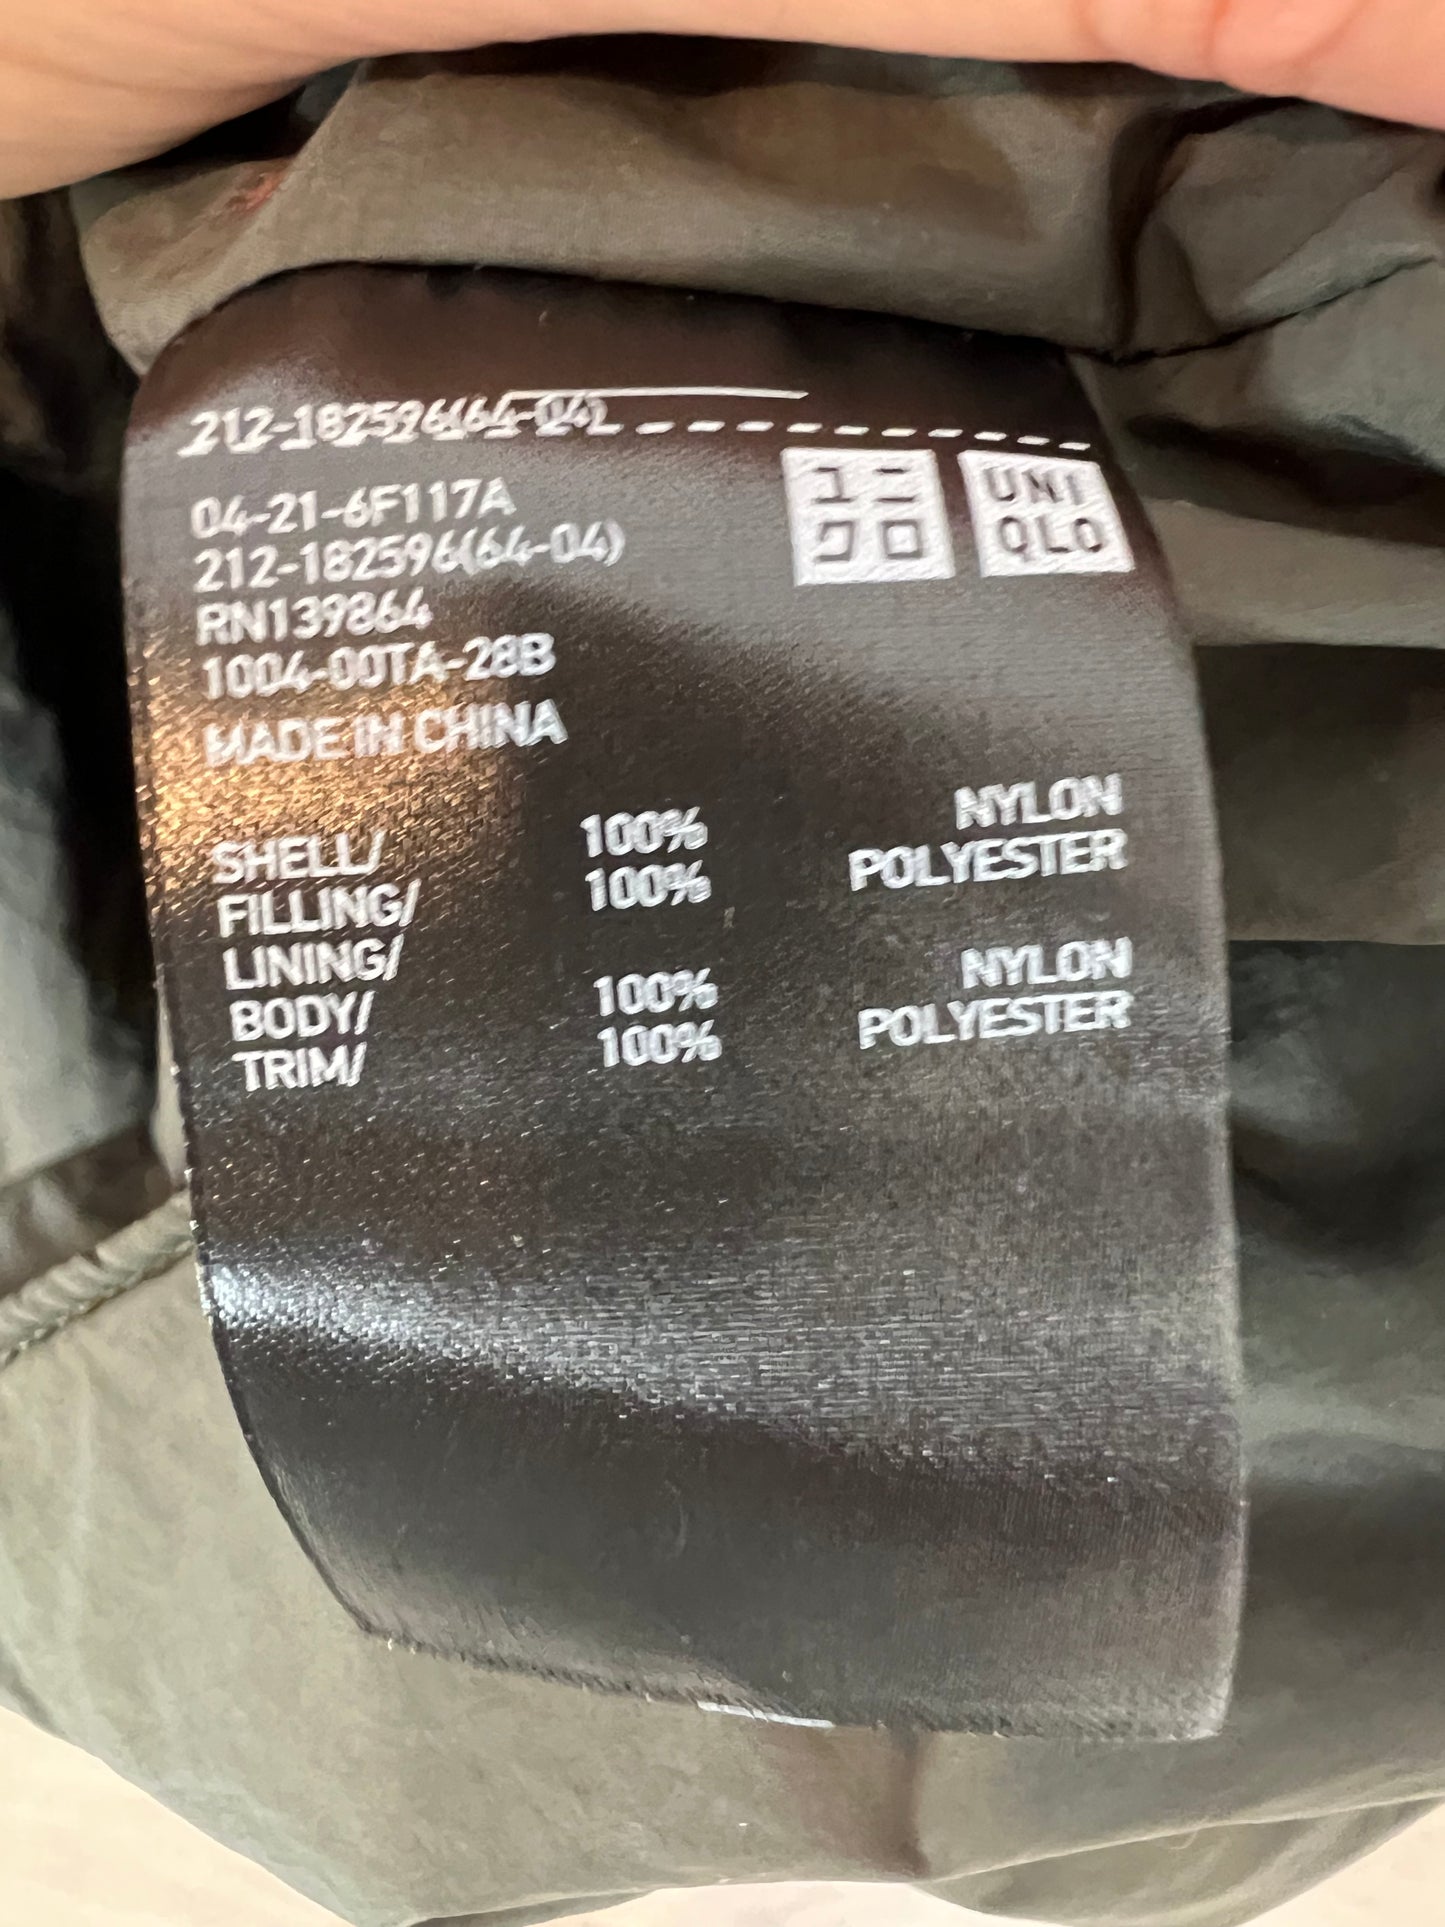 212-182596(64-04)
ユニ
クロ
UNI
QLO
04-21-6F117A
212-182596(64-04)
RN139864
1004-00TA-28B
MADE IN CHINA
SHELL/ 100% NYLON
FILLING/ 100% POLYESTER
LINING/
BODY/ 100% NYLON
TRIM/ 100% POLYESTER